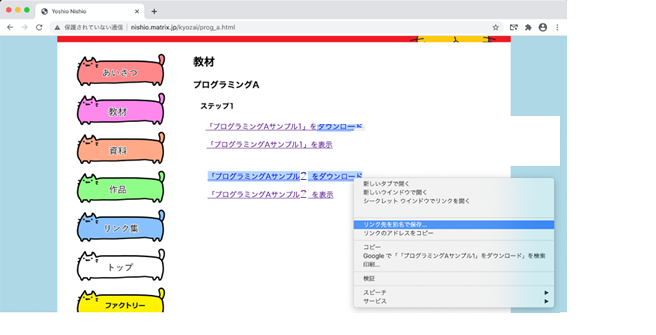 Yoshio Nishio
保護されていない通信 | nishio.matrix.jp/kyozai/prog_a.html
あいさつ
教材
資料
作品
リンク集
トップ
ファクトリー
教材
プログラミングA
ステップ1
「プログラミングAサンプル1」をダウンロード
「プログラミングAサンプル1」を表示
「プログラミングAサンプル2」をダウンロード
「プログラミングAサンプル2」を表示
新しいタブで開く
新しいウインドウで開く
シークレット ウインドウでリンクを開く
リンク先を別名で保存...
リンクのアドレスをコピー
コピー
Google で「「プログラミングAサンプル1」をダウンロード」を検索
印刷...
検証
スピーチ
サービス